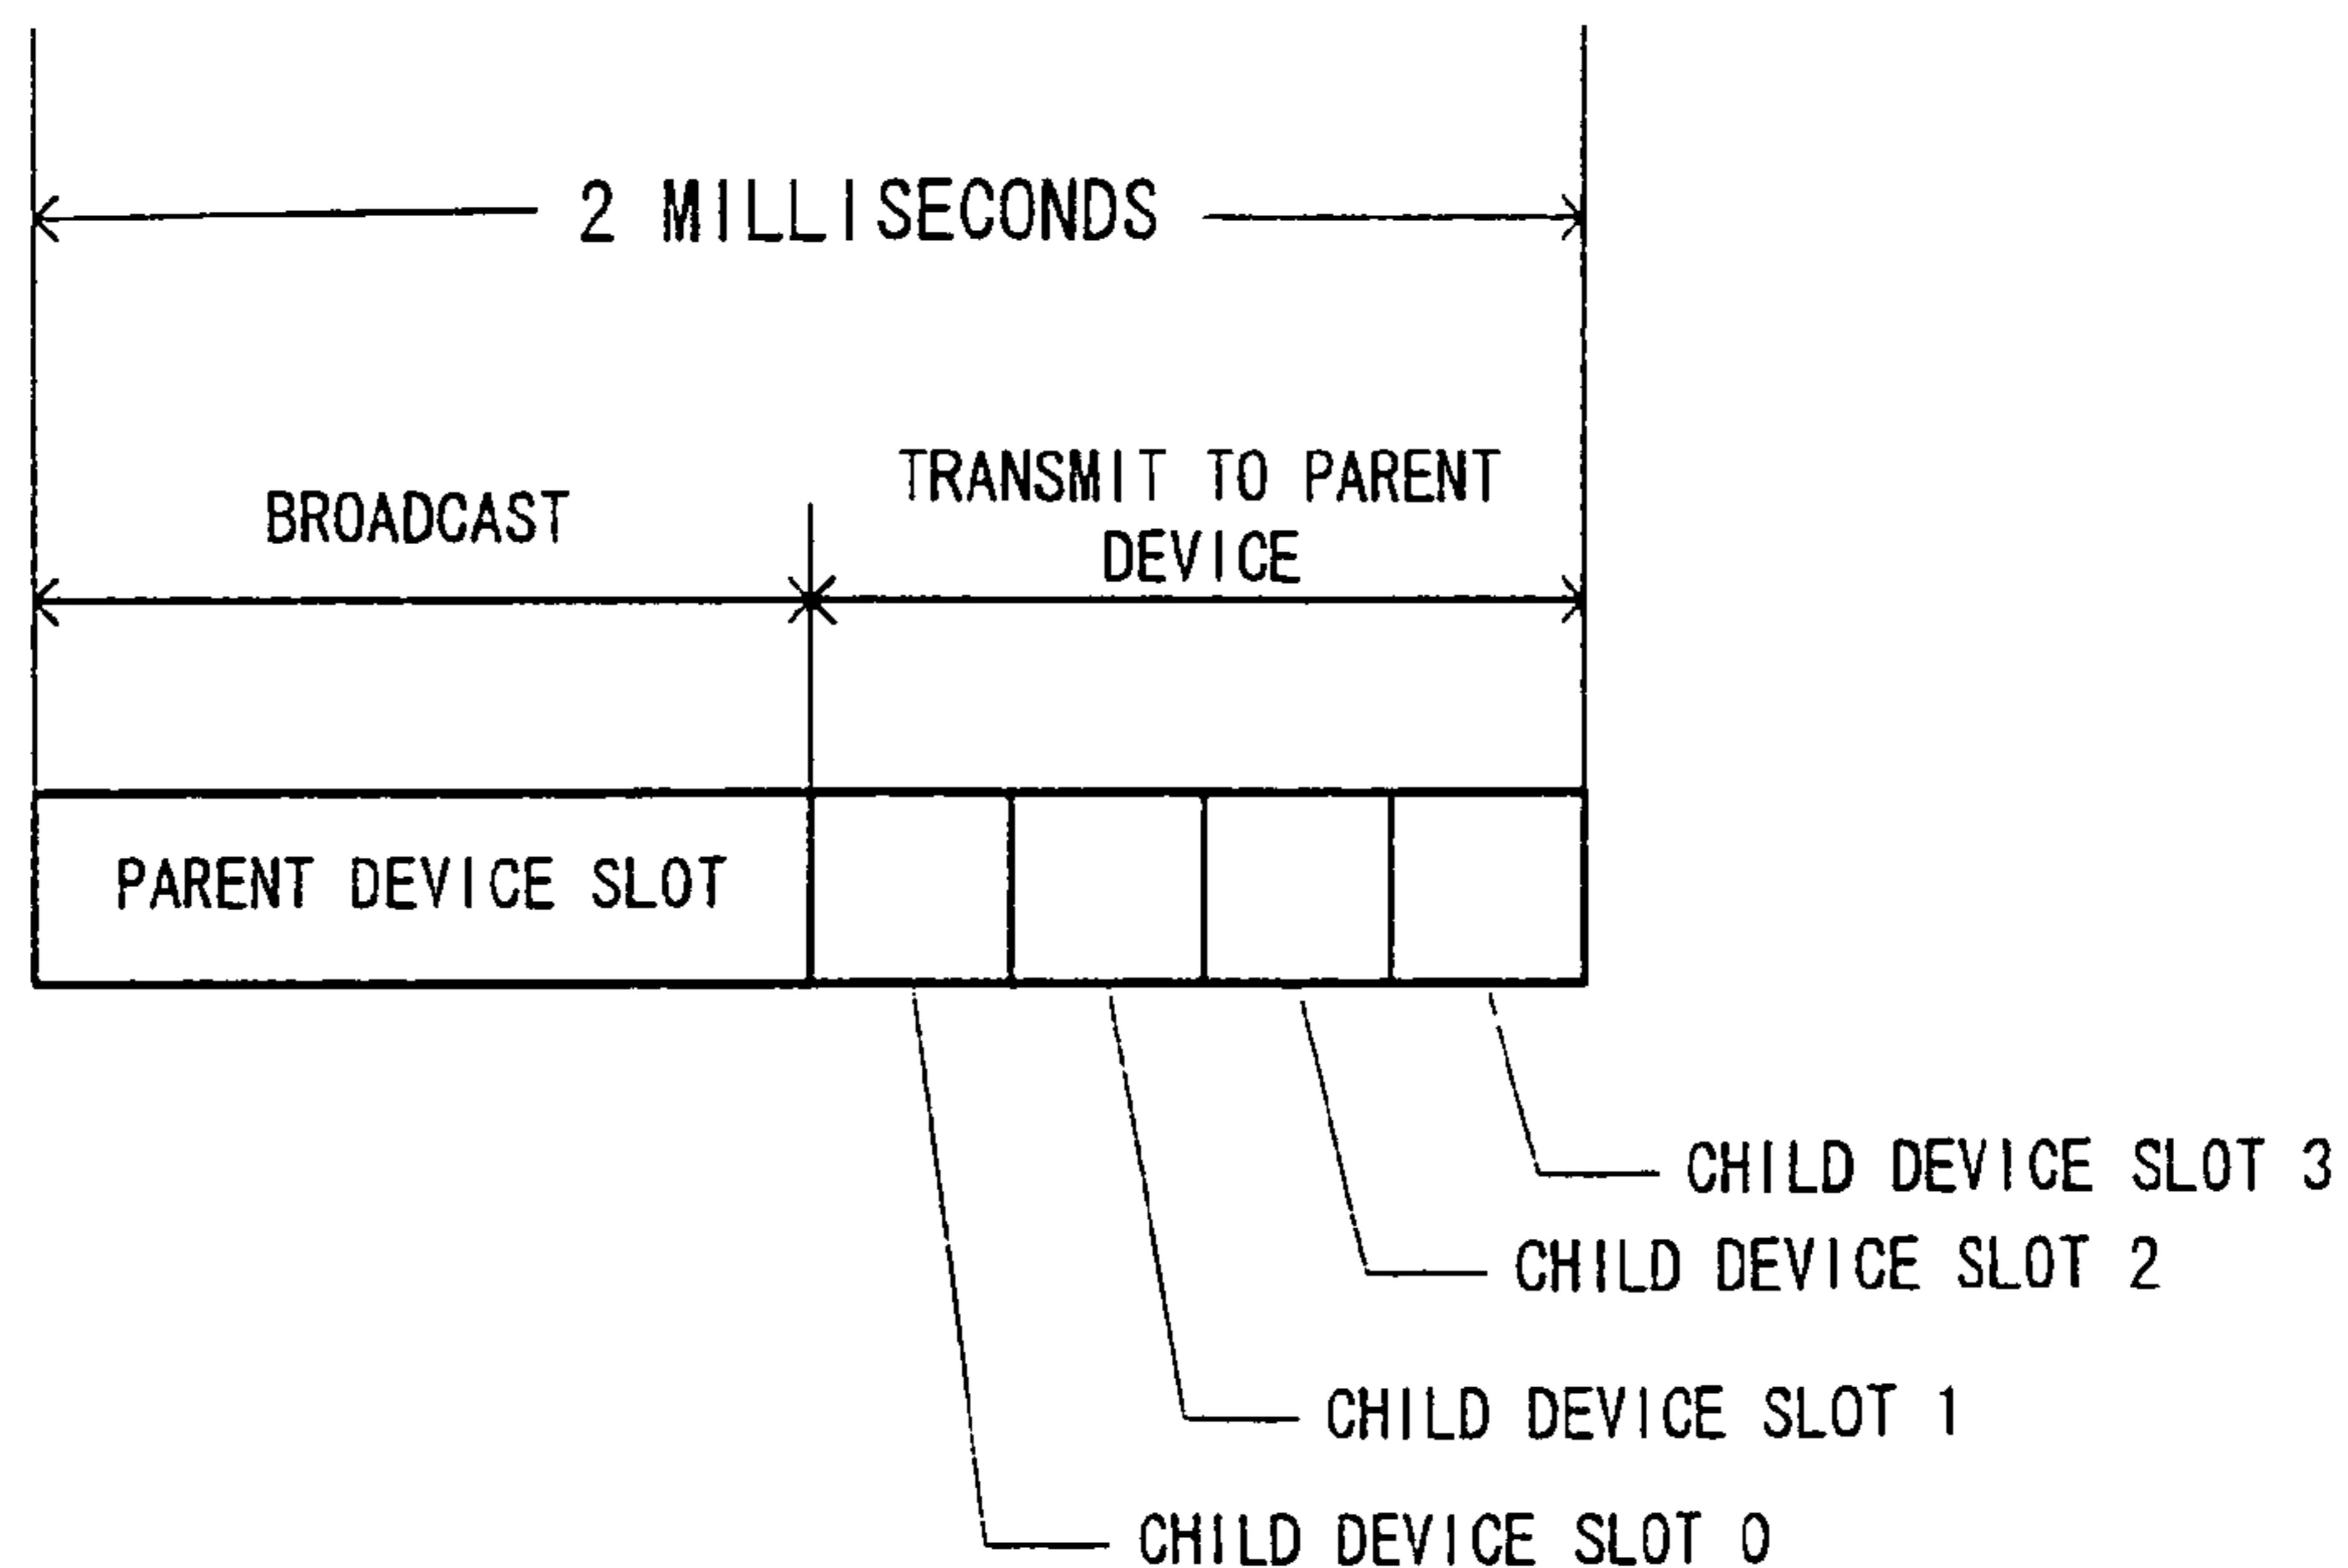 2 MILLISECONDS
BROADCAST
TRANSMIT TO PARENT
DEVICE
PARENT DEVICE SLOT
CHILD DEVICE SLOT 3
CHILD DEVICE SLOT 2
CHILD DEVICE SLOT 1
CHILD DEVICE SLOT 0